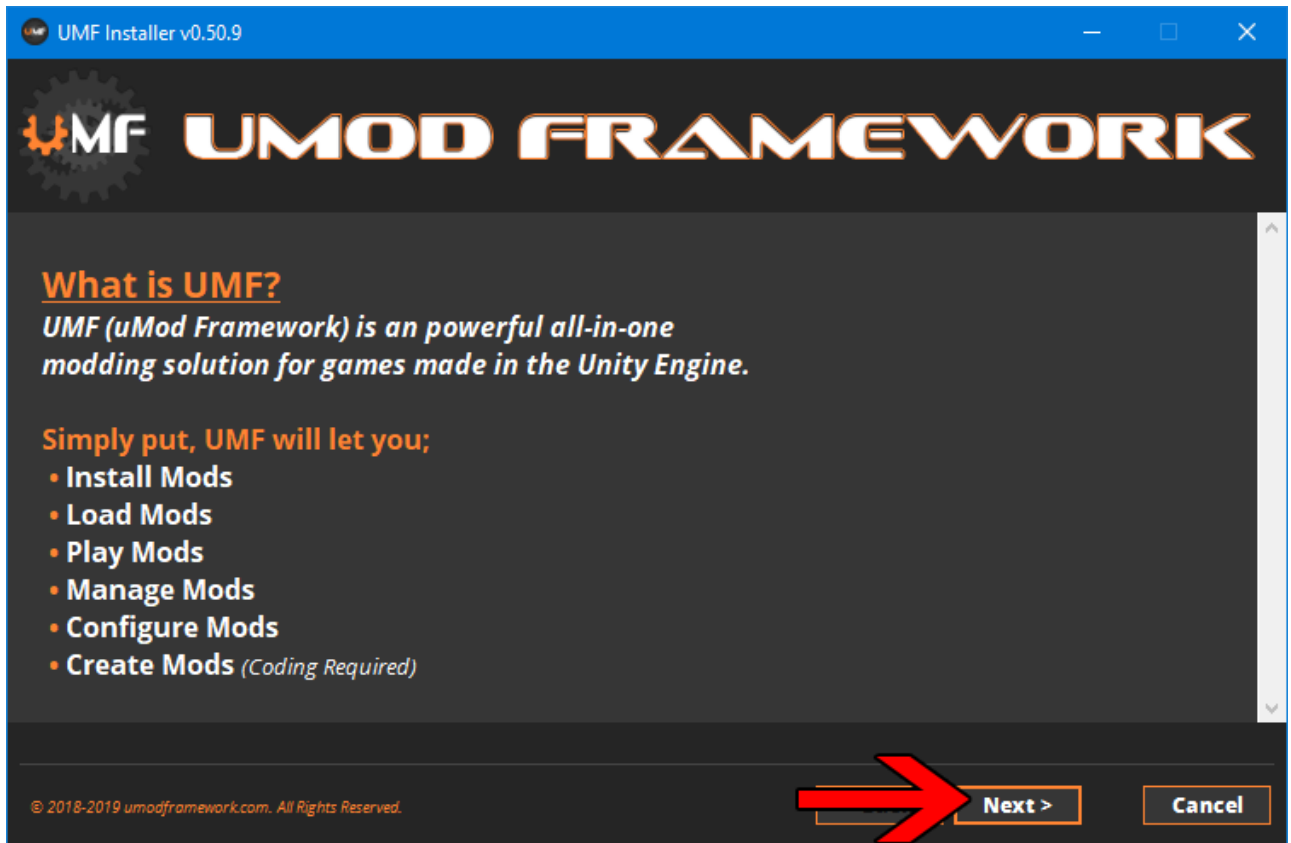 UMF Installer v0.50.9
UMF UMOD FRAMEWORK
What is UMF?
UMF (uMod Framework) is an powerful all-in-one
modding solution for games made in the Unity Engine.
Simply put, UMF will let you;
• Install Mods
• Load Mods
• Play Mods
• Manage Mods
• Configure Mods
• Create Mods (Coding Required)
© 2018-2019 umodframework.com. All Rights Reserved.
Next >
Cancel